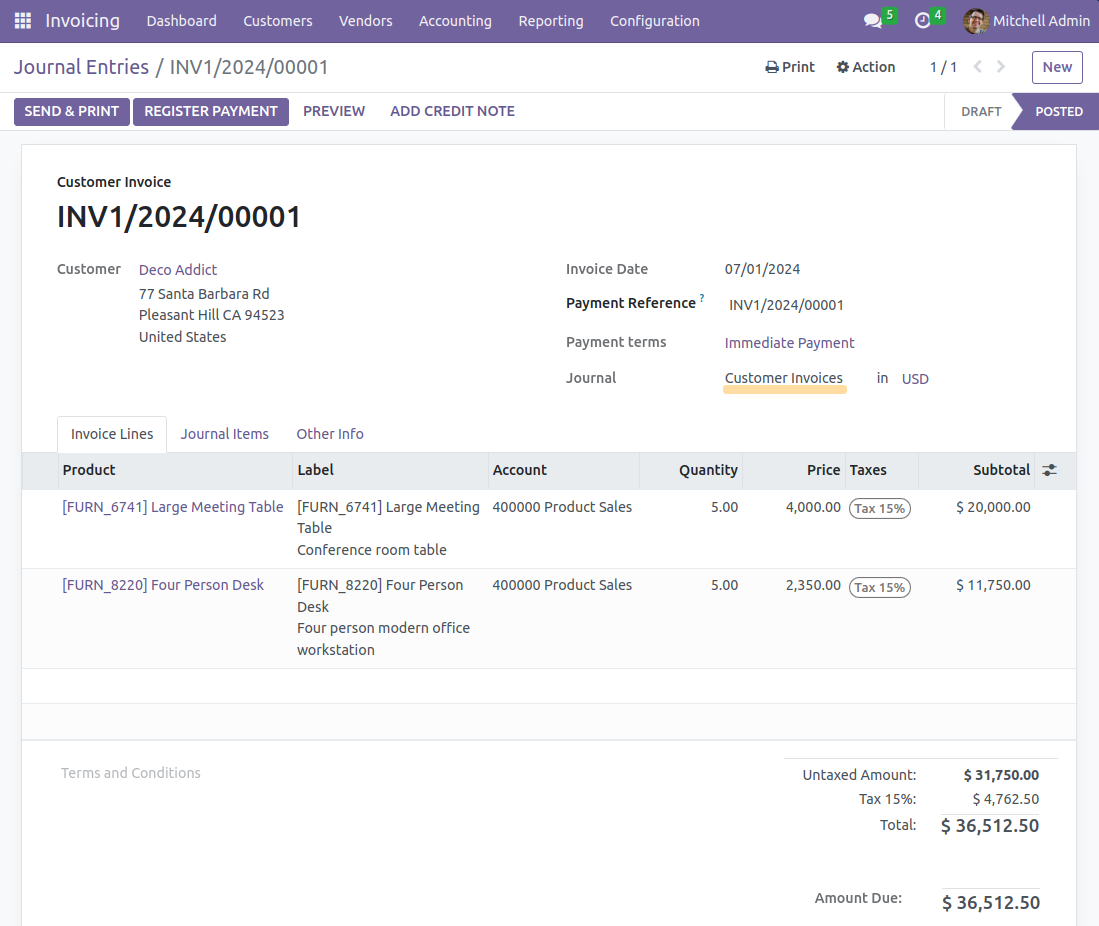 Invoicing Dashboard Customers Vendors Accounting Reporting Configuration 5 4 Mitchell Admin
Journal Entries / INV1/2024/00001 Print Action 1 / 1 New
SEND & PRINT REGISTER PAYMENT PREVIEW ADD CREDIT NOTE DRAFT POSTED
Customer Invoice
INV1/2024/00001
Customer Deco Addict Invoice Date 07/01/2024
77 Santa Barbara Rd
Payment Reference ? INV1/2024/00001
Pleasant Hill CA 94523
United States Payment terms Immediate Payment
Journal Customer Invoices in USD
Invoice Lines Journal Items Other Info
Product Label Account Quantity Price Taxes Subtotal
[FURN_6741] Large Meeting Table [FURN_6741] Large Meeting 400000 Product Sales 5.00 4,000.00 Tax 15% $ 20,000.00
Table
Conference room table
[FURN_8220] Four Person Desk [FURN_8220] Four Person 400000 Product Sales 5.00 2,350.00 Tax 15% $ 11,750.00
Desk
Four person modern office
workstation
Terms and Conditions Untaxed Amount: $ 31,750.00
Tax 15%: $ 4,762.50
Total: $ 36,512.50
Amount Due: $ 36,512.50